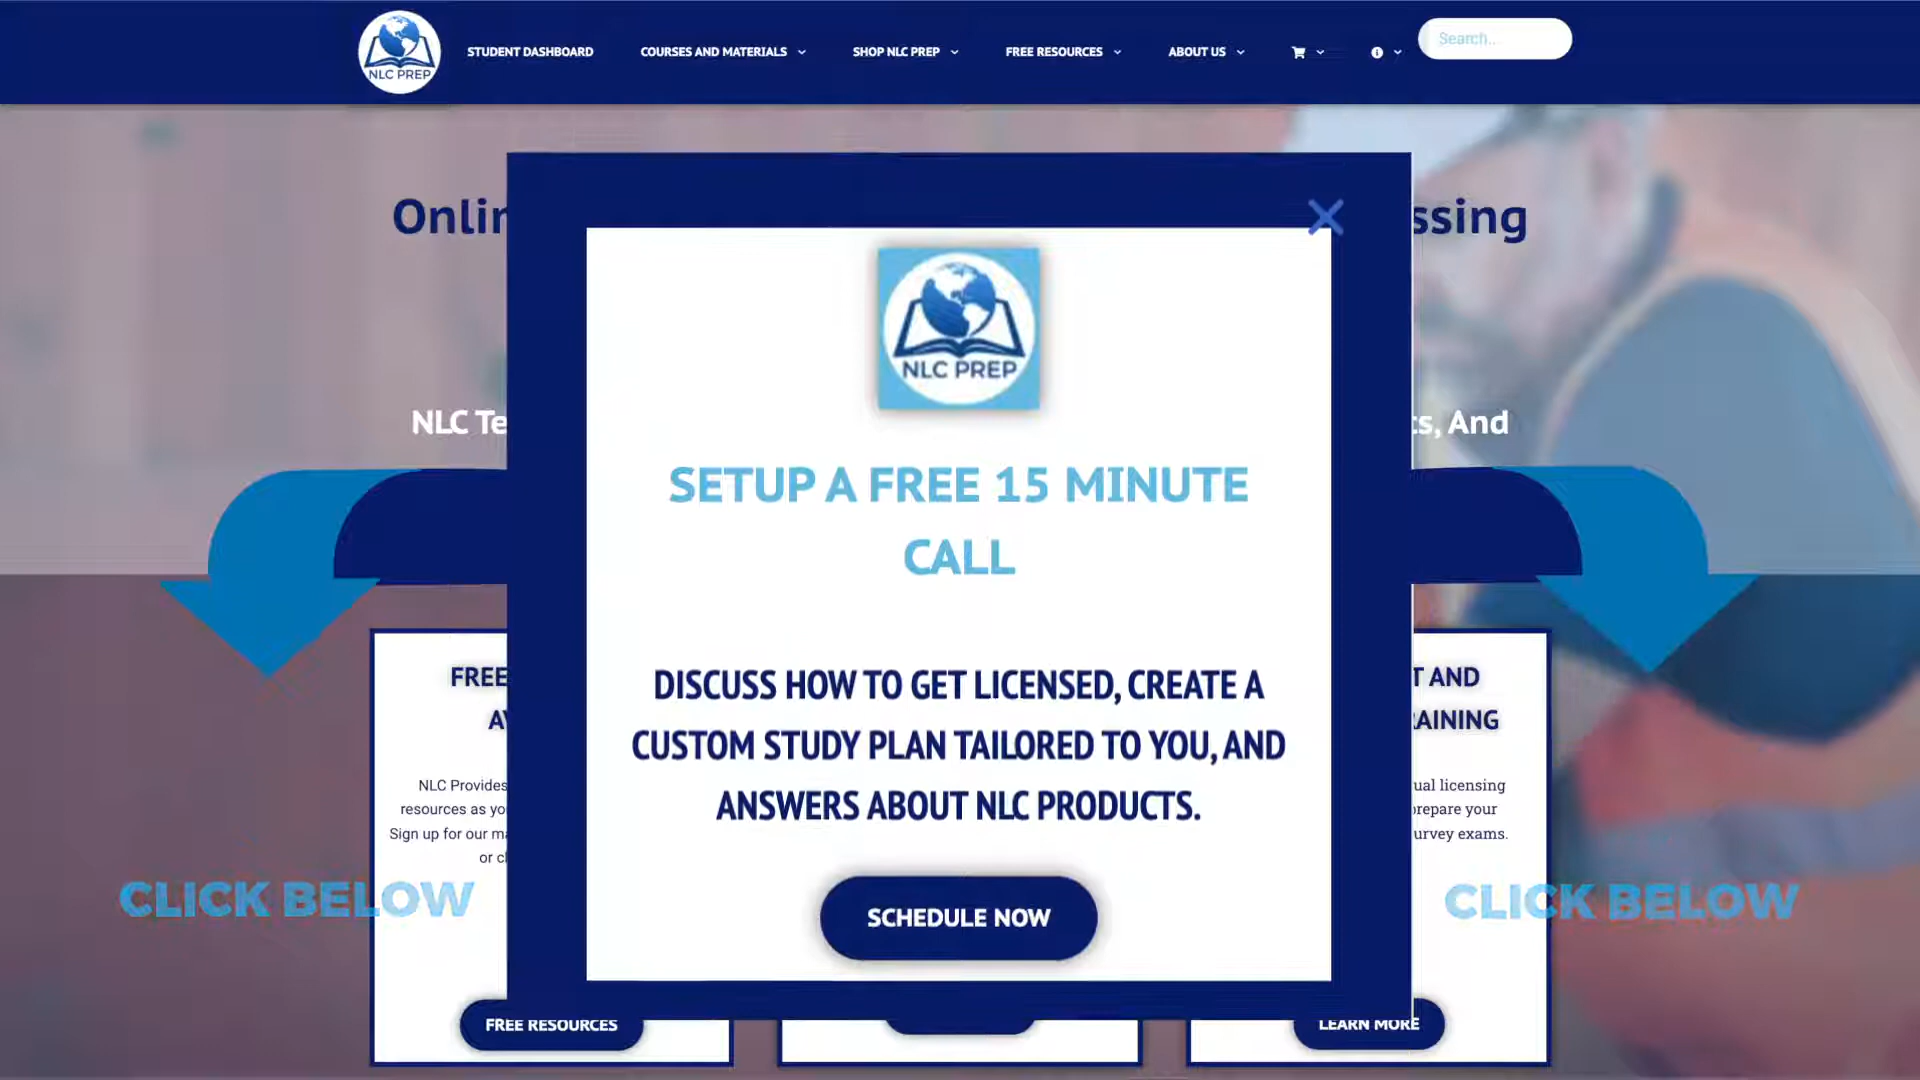 NLC PREP
STUDENT DASHBOARD
COURSES AND MATERIALS
SHOP NLC PREP
FREE RESOURCES
ABOUT US
Search...
Onlin
ssing
NLC PREP
NLC Te
s, And
SETUP A FREE 15 MINUTE
CALL
DISCUSS HOW TO GET LICENSED, CREATE A
CUSTOM STUDY PLAN TAILORED TO YOU, AND
ANSWERS ABOUT NLC PRODUCTS.
SCHEDULE NOW
FREE
NLC Provides
resources as yo
Sign up for our ma
CLICK BELOW
FREE RESOURCES
T AND
RAINING
ual licensing
prepare your
urvey exams.
CLICK BELOW
LEARN MORE